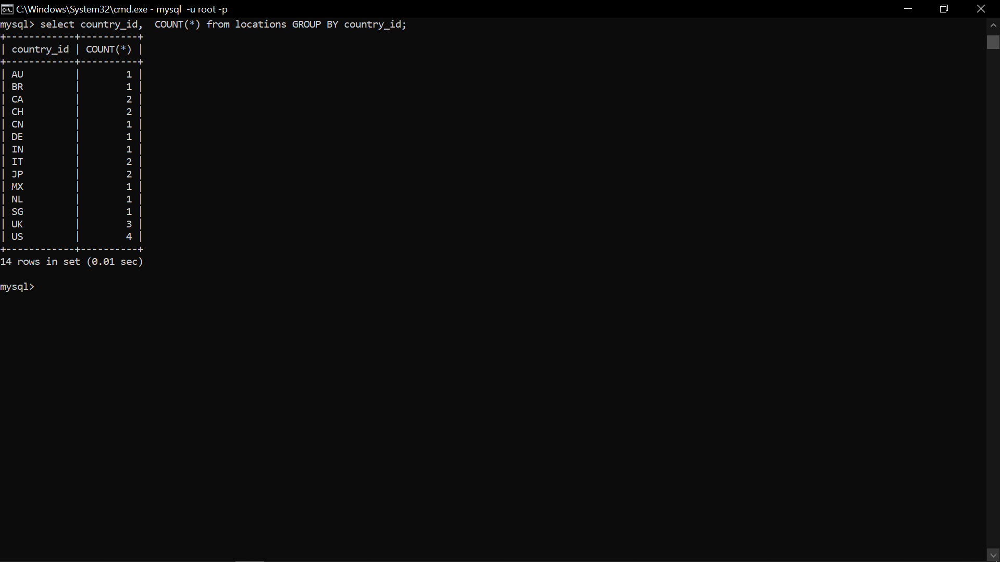 C:\Windows\System32\cmd.exe - mysql  -u root -p
mysql> select country_id,  COUNT(*) from locations GROUP BY country_id;
+------------+----------+
| country_id | COUNT(*) |
+------------+----------+
| AU         |        1 |
| BR         |        1 |
| CA         |        2 |
| CH         |        2 |
| CN         |        1 |
| DE         |        1 |
| IN         |        1 |
| IT         |        2 |
| JP         |        2 |
| MX         |        1 |
| NL         |        1 |
| SG         |        1 |
| UK         |        3 |
| US         |        4 |
+------------+----------+
14 rows in set (0.01 sec)
mysql>